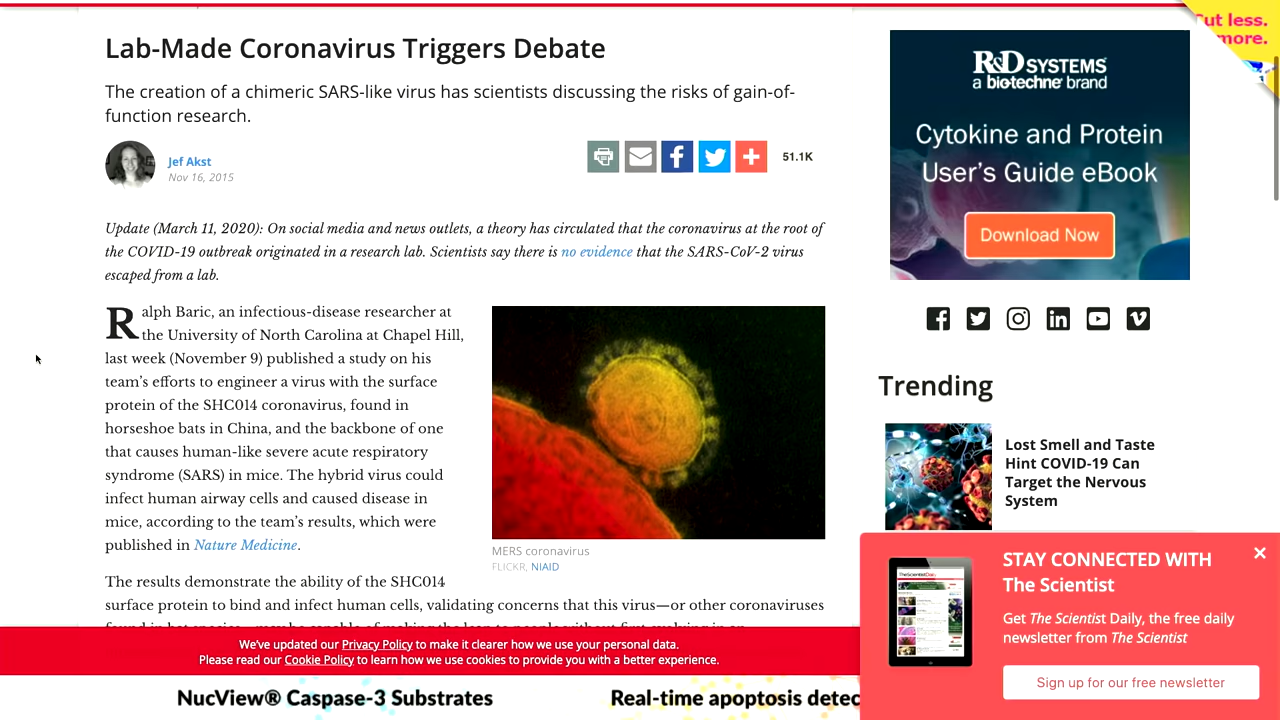 Lab-Made Coronavirus Triggers Debate
The creation of a chimeric SARS-like virus has scientists discussing the risks of gain-of-
function research.
Jef Akst
Nov 16, 2015
51.1K
Update (March 11, 2020): On social media and news outlets, a theory has circulated that the coronavirus at the root of
the COVID-19 outbreak originated in a research lab. Scientists say there is no evidence that the SARS-CoV-2 virus
escaped from a lab.
Ralph Baric, an infectious-disease researcher at
the University of North Carolina at Chapel Hill,
last week (November 9) published a study on his
team's efforts to engineer a virus with the surface
protein of the SHC014 coronavirus, found in
horseshoe bats in China, and the backbone of one
that causes human-like severe acute respiratory
syndrome (SARS) in mice. The hybrid virus could
infect human airway cells and caused disease in
mice, according to the team's results, which were
published in Nature Medicine.
MERS coronavirus
FLICKR, NIAID
The results demonstrate the ability of the SHC014
surface protein to bind and infect human cells, validating concerns that this virus—or other coronaviruses
We've updated our Privacy Policy to make it clearer how we use your personal data.
Please read our Cookie Policy to learn how we use cookies to provide you with a better experience.
NucView® Caspase-3 Substrates
Real-time apoptosis detec
less.
more.
R&D SYSTEMS
a biotechne brand
Cytokine and Protein
User's Guide eBook
Download Now
Trending
Lost Smell and Taste
Hint COVID-19 Can
Target the Nervous
System
STAY CONNECTED WITH
The Scientist
Get The Scientist Daily, the free daily
newsletter from The Scientist
Sign up for our free newsletter